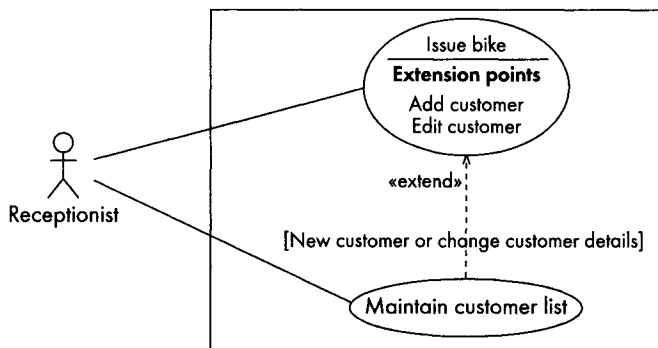 Issue bike
Extension points
Add customer
Edit customer
«extend»
Receptionist
[New customer or change customer details]
Maintain customer list